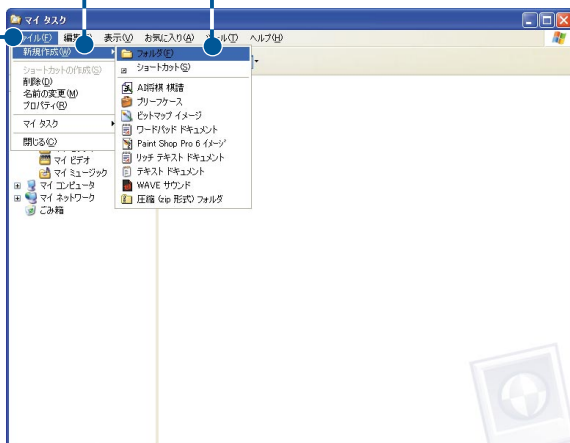 マイ タスク
イル(F) 編集 表示(V) お気に入り(A) ール(T) ヘルプ(H)
新規作成(W)
ショートカットの作成(S)
削除(D)
名前の変更(M)
プロパティ(R)
マイ タスク
閉じる(C)
フォルダ(F)
ショートカット(S)
AI将棋 棋譜
ブリーフケース
ビットマップ イメージ
ワードパッド ドキュメント
Paint Shop Pro 6 イメージ
リッチ テキスト ドキュメント
テキスト ドキュメント
WAVE サウンド
圧縮 (zip 形式) フォルダ
マイ ビデオ
マイ ミュージック
マイ コンピュータ
マイ ネットワーク
ごみ箱